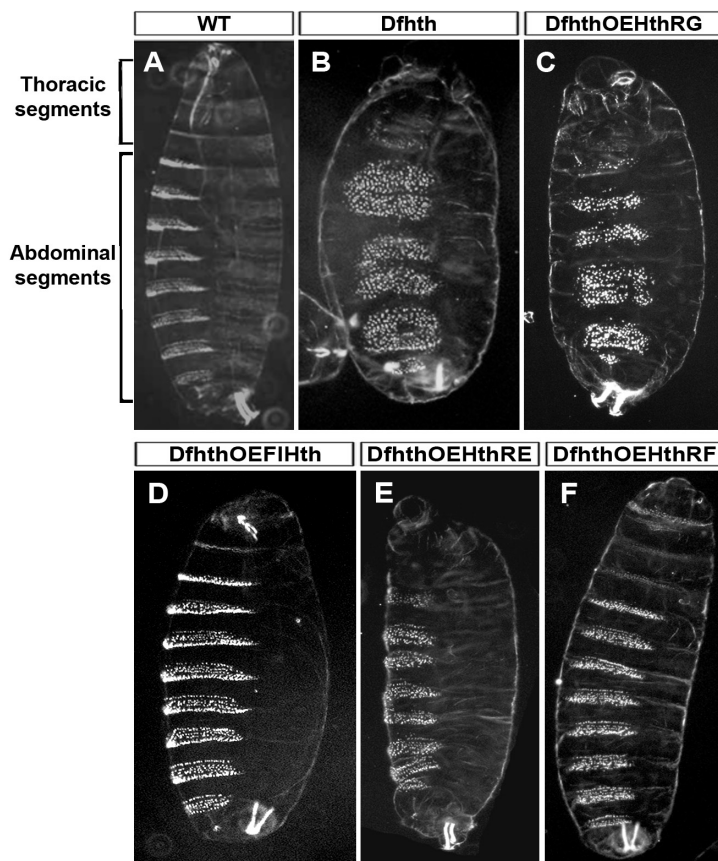 WT
Dfhth
DfhthOEHthRG
A
B
C
Thoracic
segments
Abdominal
segments
DfhthOEFlHth
DfhthOEHthRE
DfhthOEHthRF
D
E
F